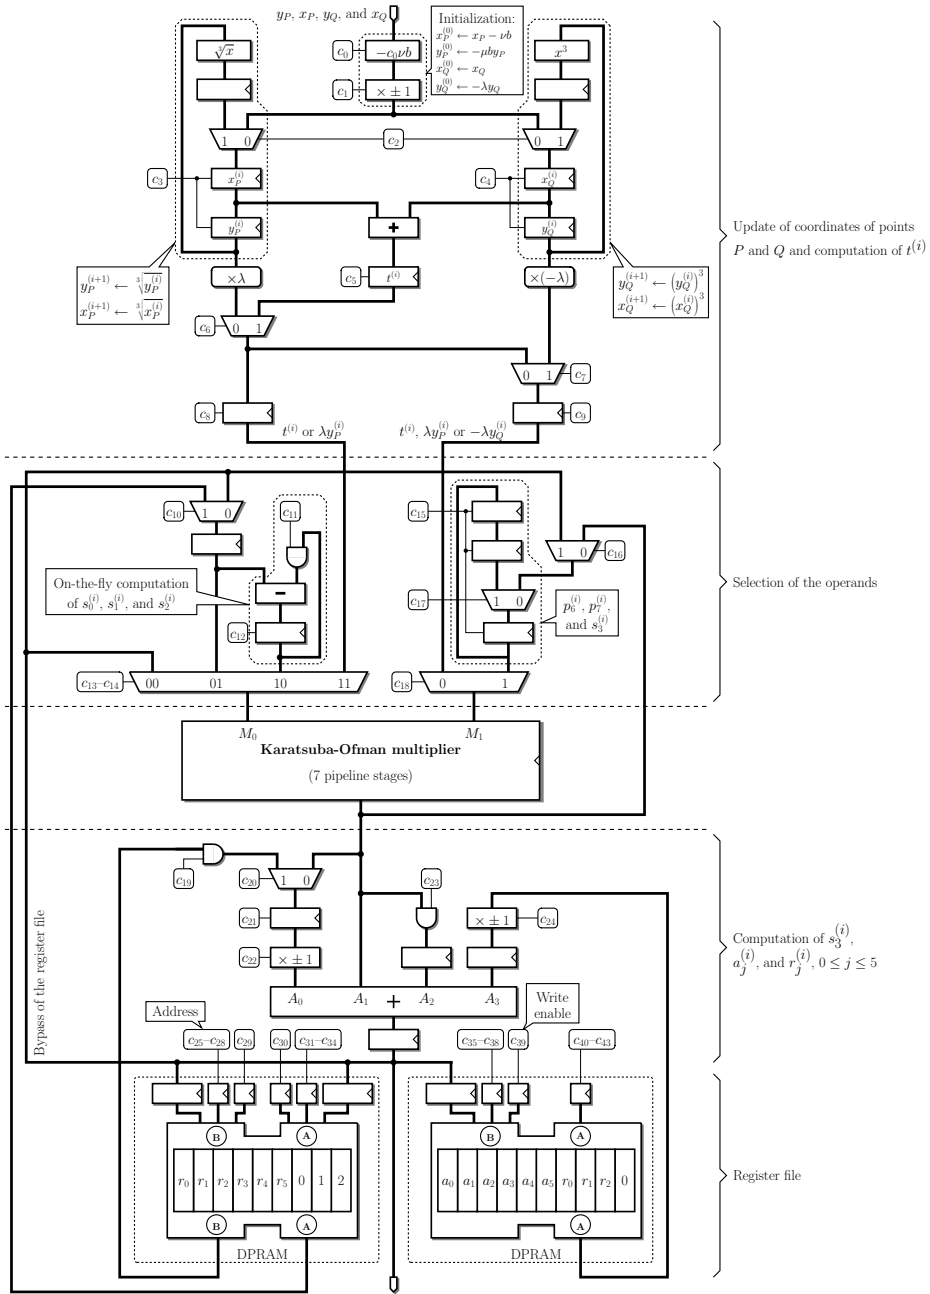 y_P, x_P, y_Q, and x_Q
Initialization:
x_P^{(0)} ← x_P − νb
y_P^{(0)} ← −μby_P
x_Q^{(0)} ← x_Q
y_Q^{(0)} ← −λy_Q
∛x
c_0
−c_0νb
x^3
c_1
× ± 1
1 0
c_2
0 1
c_3
x_P^{(i)}
c_4
x_Q^{(i)}
y_P^{(i)}
+
y_Q^{(i)}
Update of coordinates of points
P and Q and computation of t^{(i)}
y_P^{(i+1)} ← ∛y_P^{(i)}
x_P^{(i+1)} ← ∛x_P^{(i)}
×λ
c_5
t^{(i)}
×(−λ)
y_Q^{(i+1)} ← (y_Q^{(i)})^3
x_Q^{(i+1)} ← (x_Q^{(i)})^3
c_6
0 1
0 1
c_7
c_8
c_9
t^{(i)} or λy_P^{(i)}
t^{(i)}, λy_P^{(i)} or −λy_Q^{(i)}
c_10
1 0
c_11
c_15
1 0
c_16
On-the-fly computation
of s_0^{(i)}, s_1^{(i)}, and s_2^{(i)}
−
c_12
c_17
1 0
p_6^{(i)}, p_7^{(i)},
and s_3^{(i)}
Selection of the operands
c_13–c_14
00 01 10 11
c_18
0 1
M_0 M_1
Karatsuba-Ofman multiplier
(7 pipeline stages)
c_19
c_20
1 0
c_23
c_21
× ± 1
c_24
c_22
× ± 1
A_0 A_1 + A_2 A_3
Computation of s_3^{(i)},
a_j^{(i)}, and r_j^{(i)}, 0 ≤ j ≤ 5
Bypass of the register file
Address
Write
enable
c_25–c_28
c_29
c_30
c_31–c_34
c_35–c_38
c_39
c_40–c_43
B A
B A
r_0 r_1 r_2 r_3 r_4 r_5 0 1 2
a_0 a_1 a_2 a_3 a_4 a_5 r_0 r_1 r_2 0
Register file
B A
A
DPRAM
DPRAM